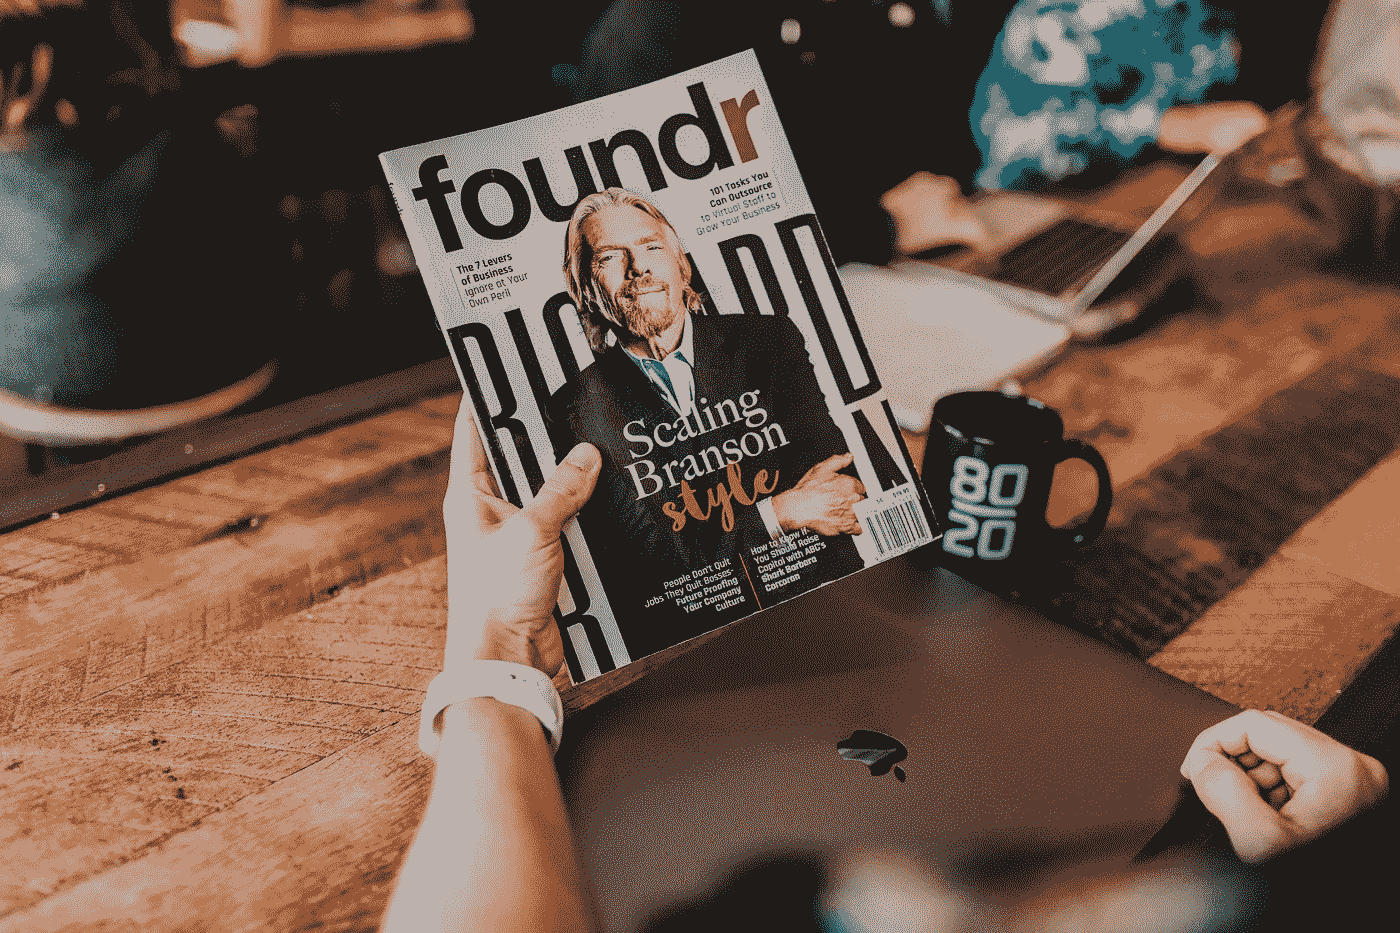 foundr
101 Tasks You
Can Outsource
to Virtual Staff to
Grow Your Business
The 7 Levers
of Business
Ignore at Your
Own Peril
Scaling
Branson
style
People Don't Quit
Jobs They Quit Bosses-
Future Proofing
Your Company
Culture
How to Know If
You Should Raise
Capital with ABC's
Shark Barbara
Corcoran
80
20